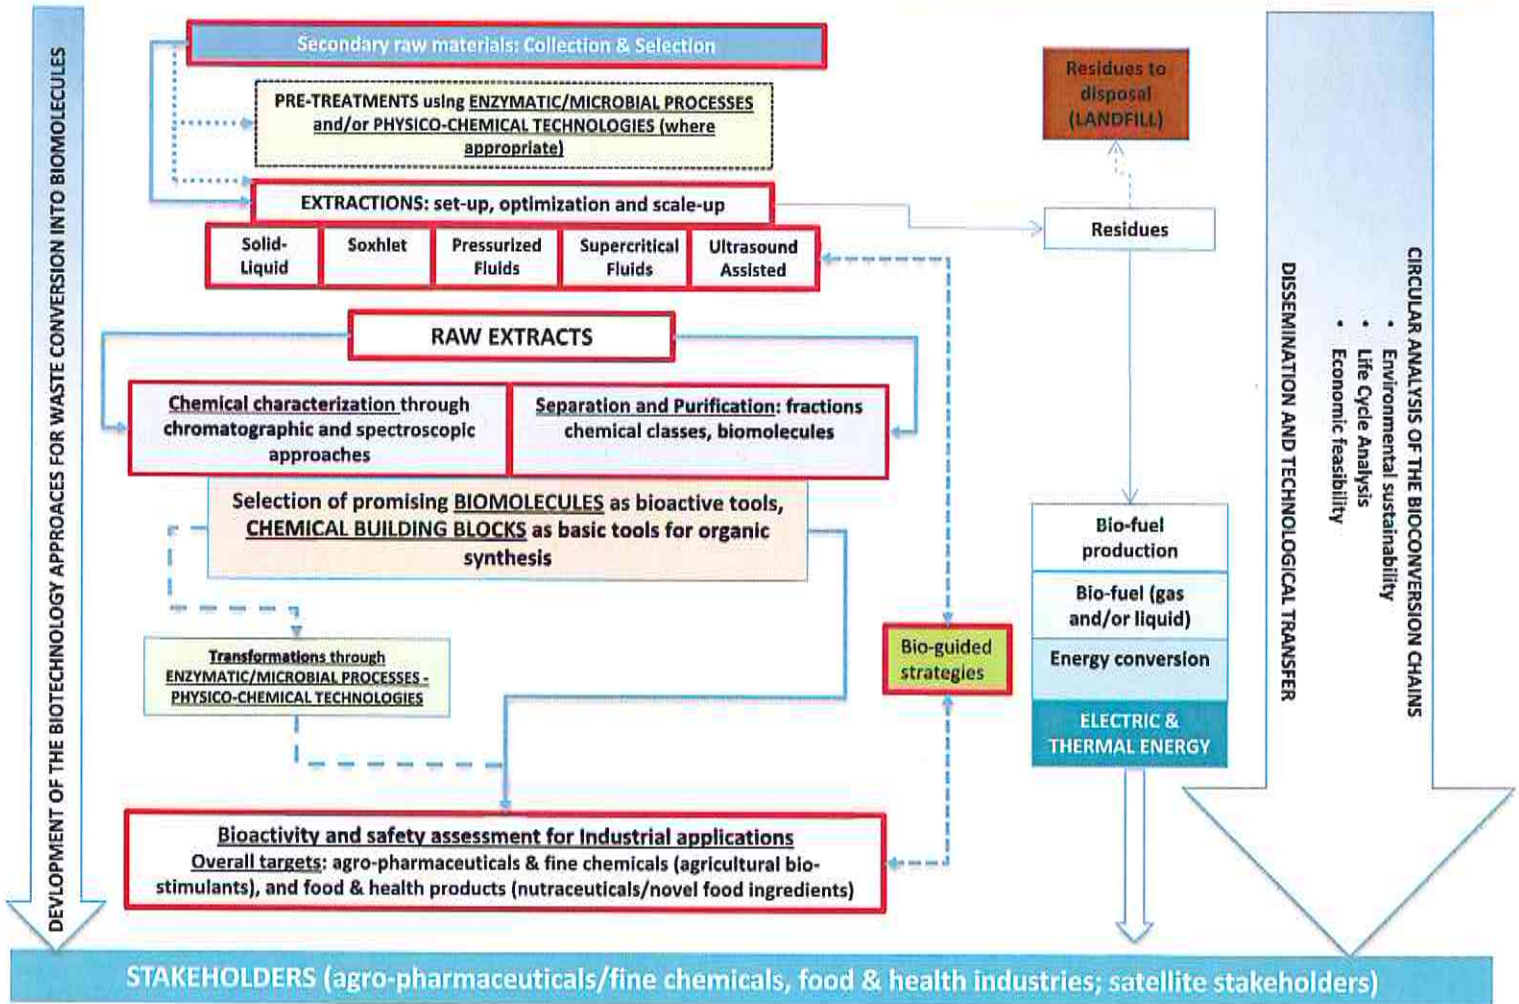 DEVLOPMENT OF THE BIOTECHNOLOGY APPROACES FOR WASTE CONVERSION INTO BIOMOLECULES
Secondary raw materials: Collection & Selection
PRE-TREATMENTS using ENZYMATIC/MICROBIAL PROCESSES
and/or PHYSICO-CHEMICAL TECHNOLOGIES (where
appropriate)
EXTRACTIONS: set-up, optimization and scale-up
Solid-
Liquid
Soxhlet
Pressurized
Fluids
Supercritical
Fluids
Ultrasound
Assisted
RAW EXTRACTS
Chemical characterization through
chromatographic and spectroscopic
approaches
Separation and Purification: fractions
chemical classes, biomolecules
Selection of promising BIOMOLECULES as bioactive tools,
CHEMICAL BUILDING BLOCKS as basic tools for organic
synthesis
Transformations through
ENZYMATIC/MICROBIAL PROCESSES -
PHYSICO-CHEMICAL TECHNOLOGIES
Bio-guided
strategies
Bioactivity and safety assessment for Industrial applications
Overall targets: agro-pharmaceuticals & fine chemicals (agricultural bio-
stimulants), and food & health products (nutraceuticals/novel food ingredients)
Residues to
disposal
(LANDFILL)
Residues
Bio-fuel
production
Bio-fuel (gas
and/or liquid)
Energy conversion
ELECTRIC &
THERMAL ENERGY
CIRCULAR ANALYSIS OF THE BIOCONVERSION CHAINS
• Environmental sustainability
• Life Cycle Analysis
• Economic feasibility
DISSEMINATION AND TECHNOLOGICAL TRANSFER
STAKEHOLDERS (agro-pharmaceuticals/fine chemicals, food & health industries; satellite stakeholders)